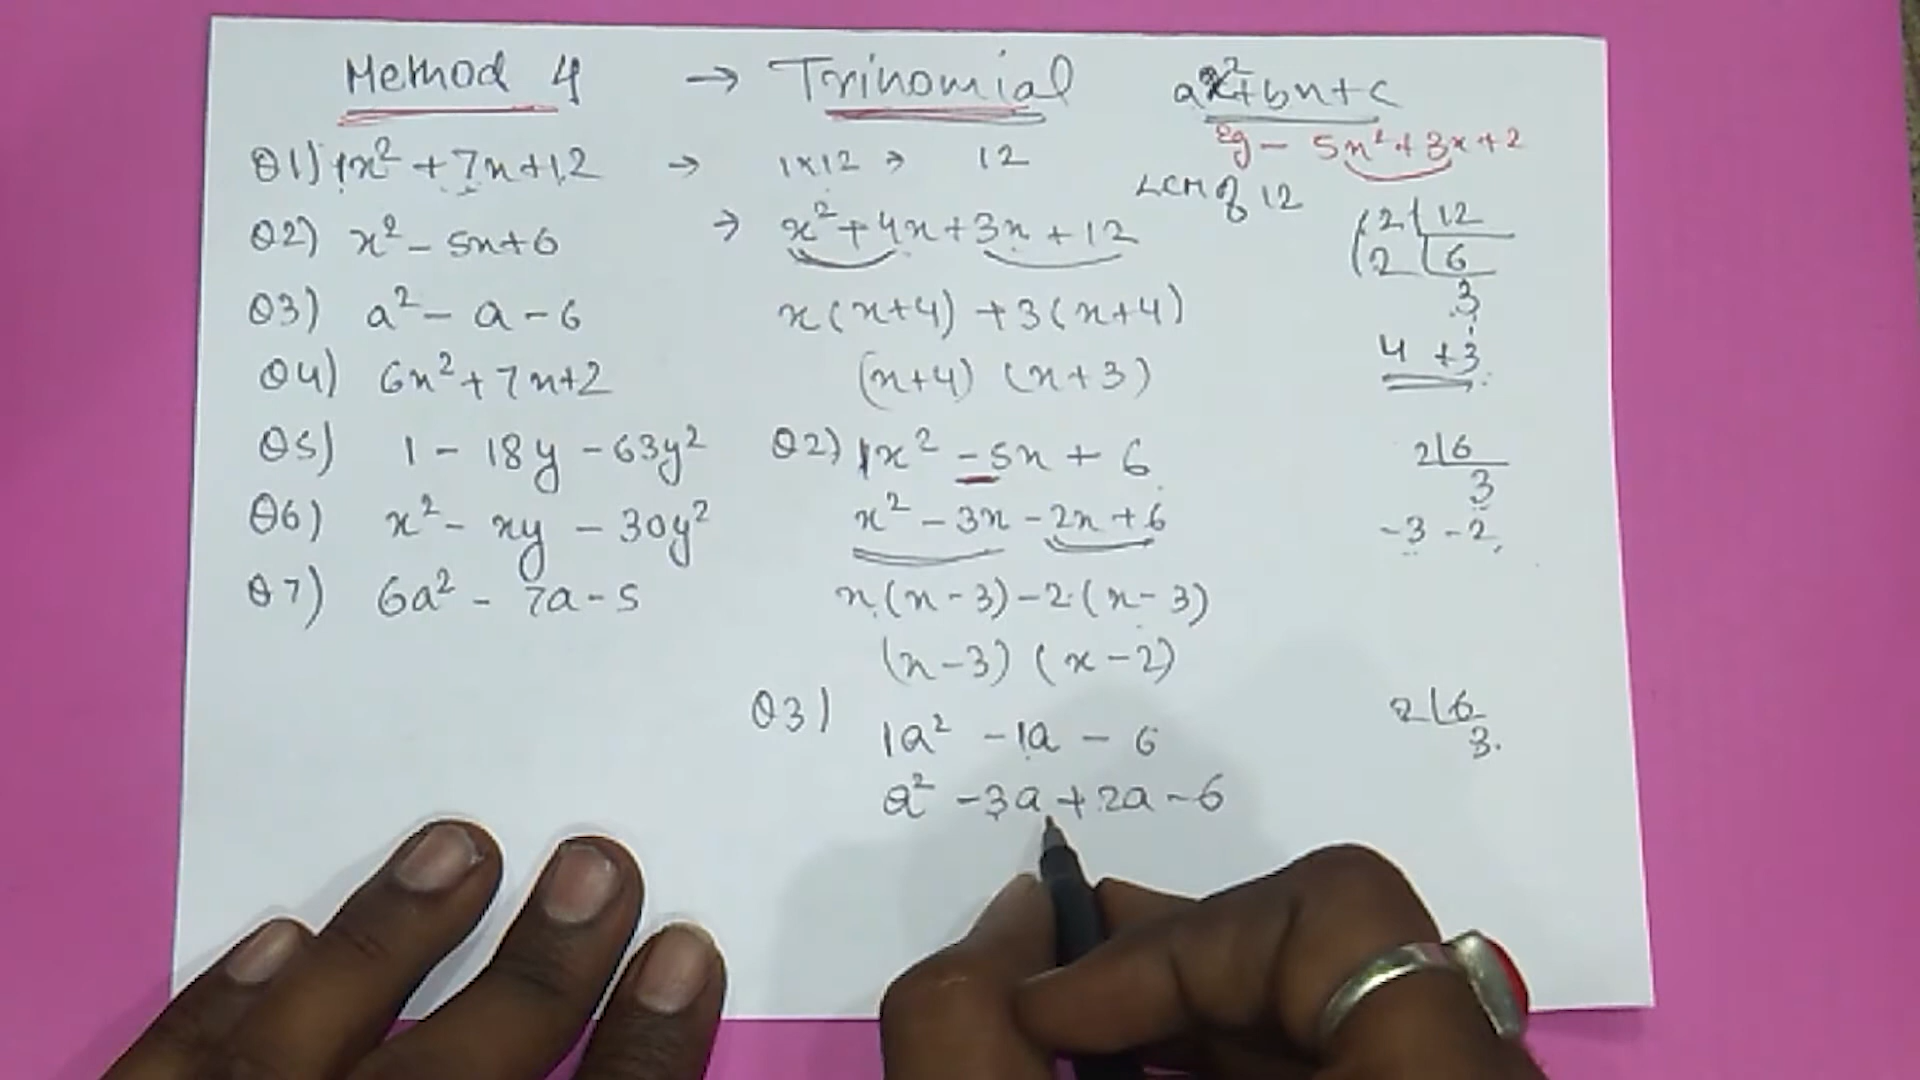 Method 4 → Trinomial ax²+bx+c
Eg - 5x²+3x+2
Q1) 1x²+7x+12 → 1×12 → 12
LCM of 12
2 12
2 6
3
4 +3
Q2) x²-5x+6
→ x²+4x+3x+12
Q3) a²-a-6
x(x+4)+3(x+4)
Q4) 6x²+7x+2
(x+4) (x+3)
Q5) 1-18y-63y²
Q6) x²-xy-30y²
Q7) 6a²-7a-5
Q2) 1x²-5x+6
2 6
3
x²-3x-2x+6
-3 -2
x(x-3)-2(x-3)
(x-3) (x-2)
Q3)
1a²-1a-6
2 6
3
a²-3a+2a-6